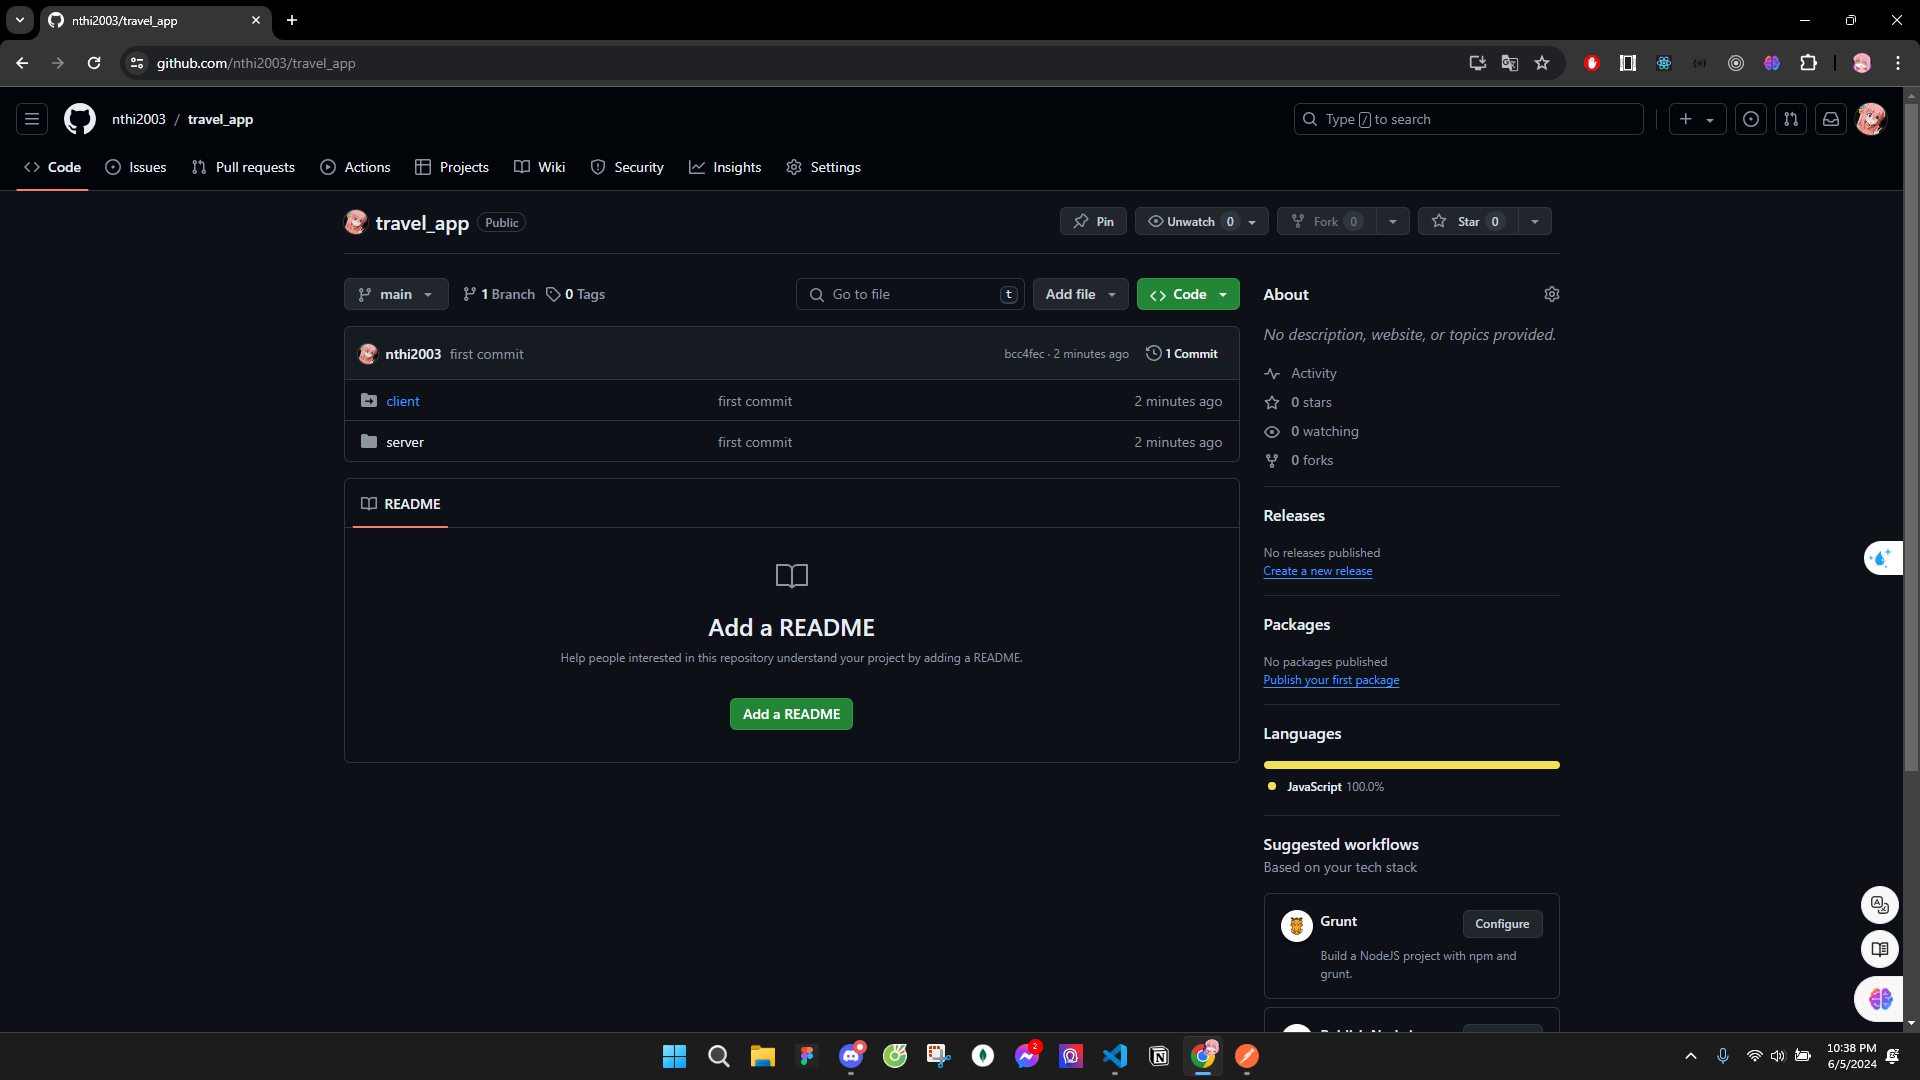 nthi2003/travel_app
github.com/nthi2003/travel_app
nthi2003 / travel_app
Type / to search
Code Issues Pull requests Actions Projects Wiki Security Insights Settings
travel_app Public
Pin Unwatch 0 Fork 0 Star 0
main 1 Branch 0 Tags Go to file t Add file Code
nthi2003 first commit bcc4fec · 2 minutes ago 1 Commit
client first commit 2 minutes ago
server first commit 2 minutes ago
README
Add a README
Help people interested in this repository understand your project by adding a README.
Add a README
About
No description, website, or topics provided.
Activity
0 stars
0 watching
0 forks
Releases
No releases published
Create a new release
Packages
No packages published
Publish your first package
Languages
JavaScript 100.0%
Suggested workflows
Based on your tech stack
Grunt Configure
Build a NodeJS project with npm and
grunt.
2
10:38 PM
6/5/2024